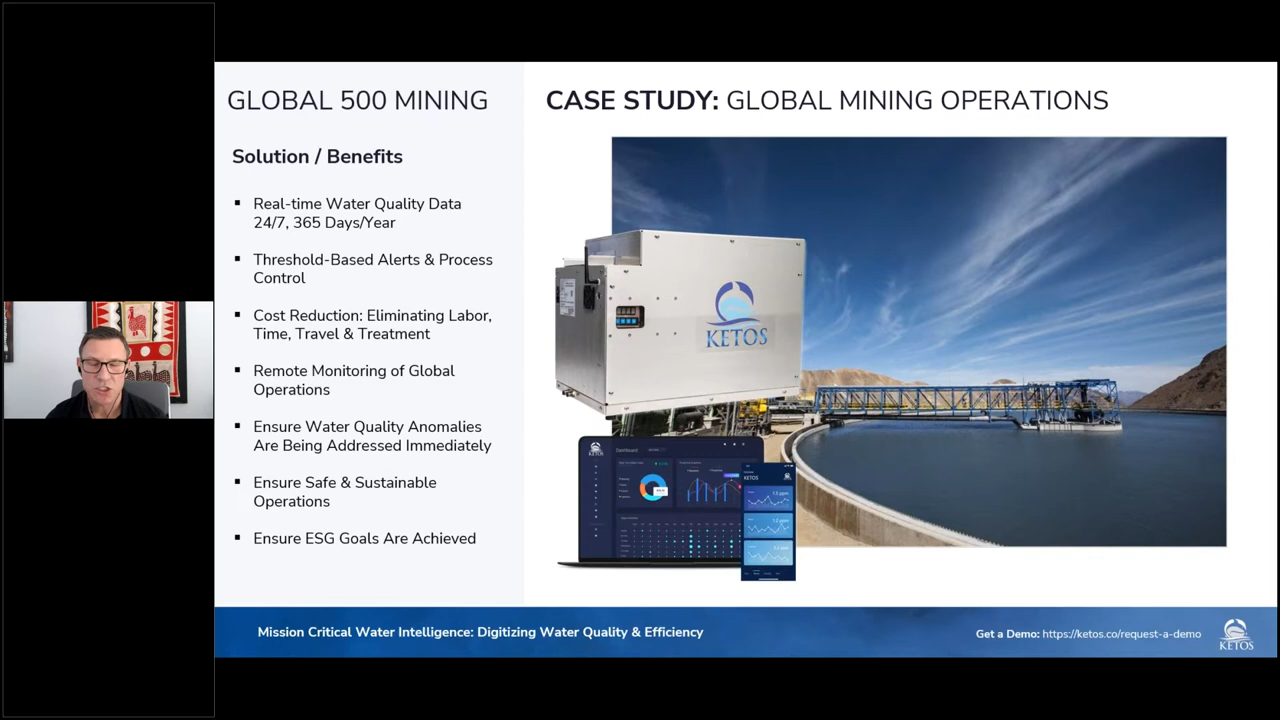 GLOBAL 500 MINING
CASE STUDY: GLOBAL MINING OPERATIONS
Solution / Benefits
Real-time Water Quality Data
24/7, 365 Days/Year
Threshold-Based Alerts & Process
Control
Cost Reduction: Eliminating Labor,
Time, Travel & Treatment
Remote Monitoring of Global
Operations
Ensure Water Quality Anomalies
Are Being Addressed Immediately
Ensure Safe & Sustainable
Operations
Ensure ESG Goals Are Achieved
KETOS
Dashboard
KETOS
Mission Critical Water Intelligence: Digitizing Water Quality & Efficiency
Get a Demo: https://ketos.co/request-a-demo
KETOS